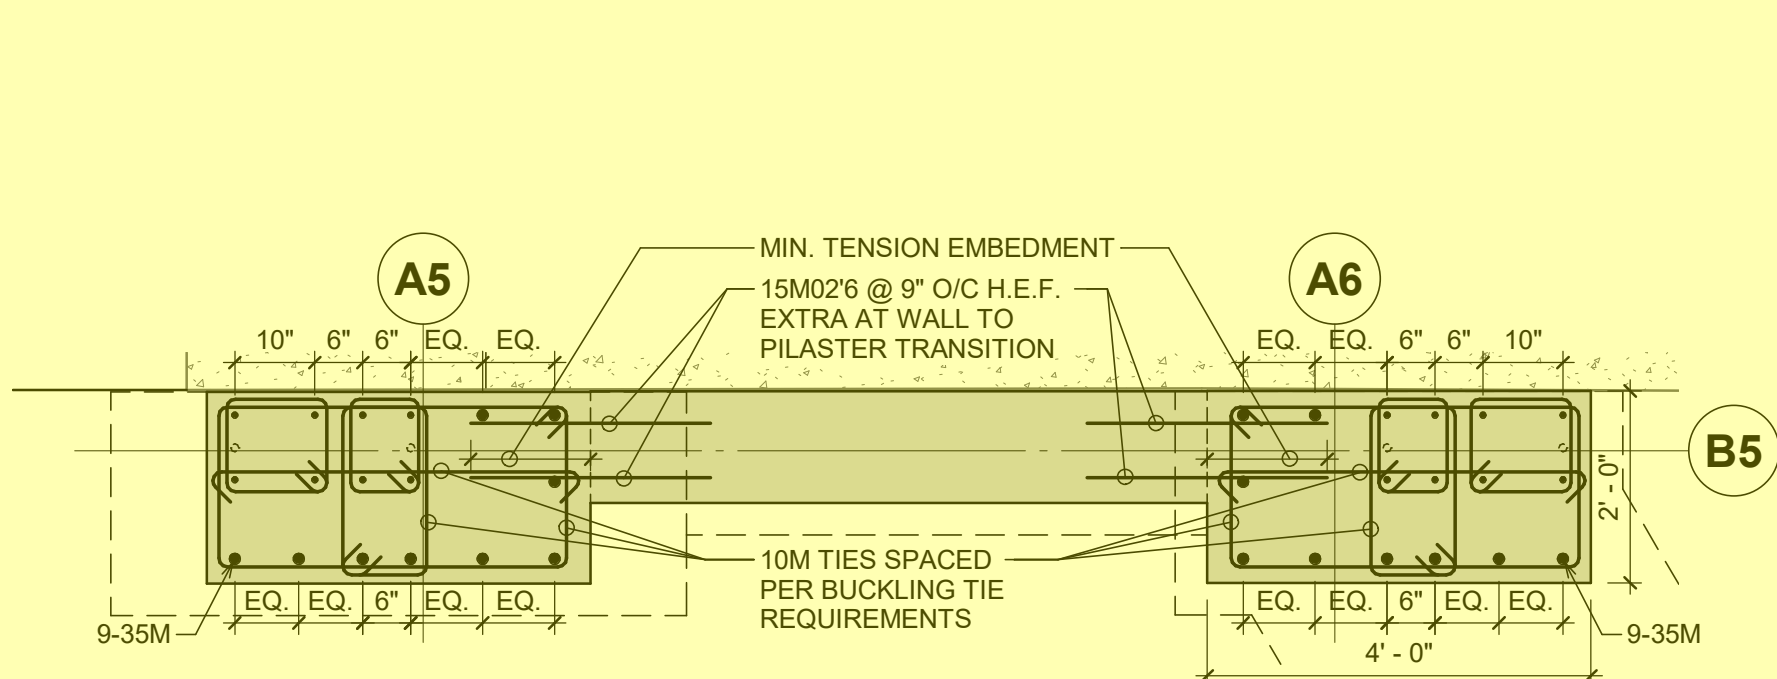 MIN. TENSION EMBEDMENT
A5
A6
15M02'6 @ 9" O/C H.E.F.
EXTRA AT WALL TO
PILASTER TRANSITION
10" 6" 6" EQ. EQ.
EQ. EQ. 6" 6" 10"
B5
2' - 0"
10M TIES SPACED
PER BUCKLING TIE
REQUIREMENTS
EQ. EQ. 6" EQ. EQ.
EQ. EQ. 6" EQ. EQ.
9-35M
9-35M
4' - 0"